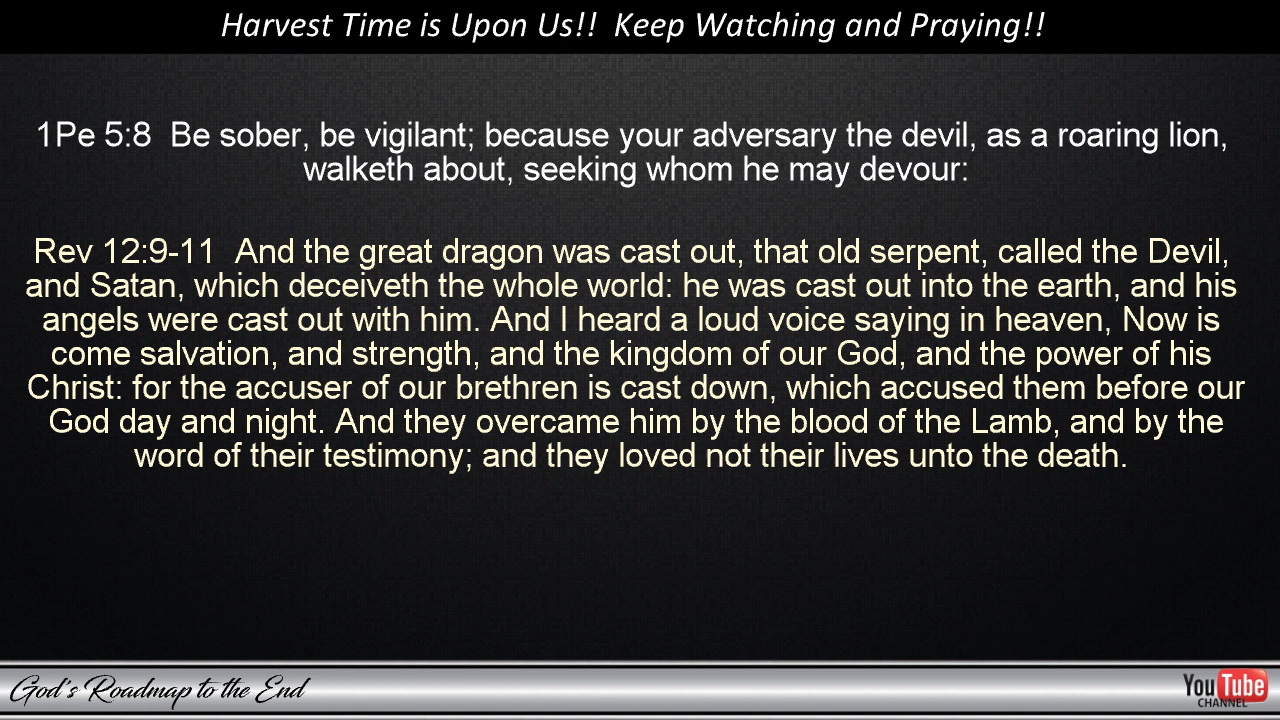 Harvest Time is Upon Us!!  Keep Watching and Praying!!
1Pe 5:8  Be sober, be vigilant; because your adversary the devil, as a roaring lion,
walketh about, seeking whom he may devour:
Rev 12:9-11  And the great dragon was cast out, that old serpent, called the Devil,
and Satan, which deceiveth the whole world: he was cast out into the earth, and his
angels were cast out with him. And I heard a loud voice saying in heaven, Now is
come salvation, and strength, and the kingdom of our God, and the power of his
Christ: for the accuser of our brethren is cast down, which accused them before our
God day and night. And they overcame him by the blood of the Lamb, and by the
word of their testimony; and they loved not their lives unto the death.
God's Roadmap to the End
YouTube
CHANNEL